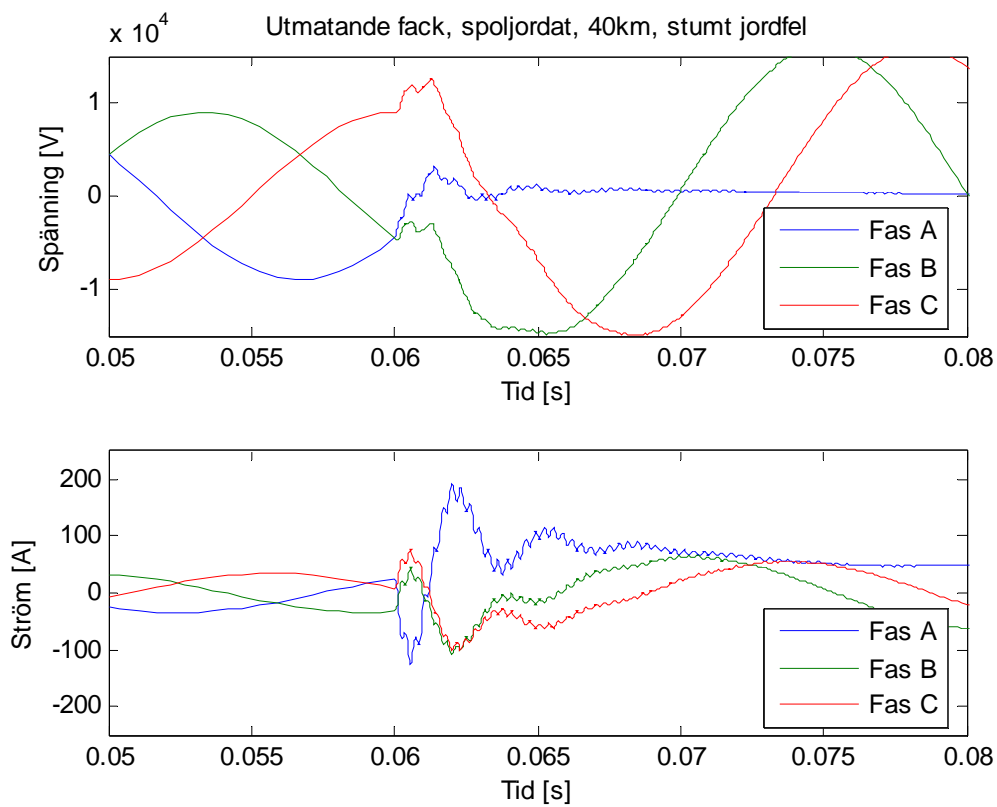 x 10⁴
Utmatande fack, spoljordat, 40km, stumt jordfel
Spänning [V]
1
0
-1
0.05
0.055
0.06
0.065
0.07
0.075
0.08
Tid [s]
Fas A
Fas B
Fas C
Ström [A]
200
100
0
-100
-200
0.05
0.055
0.06
0.065
0.07
0.075
0.08
Tid [s]
Fas A
Fas B
Fas C